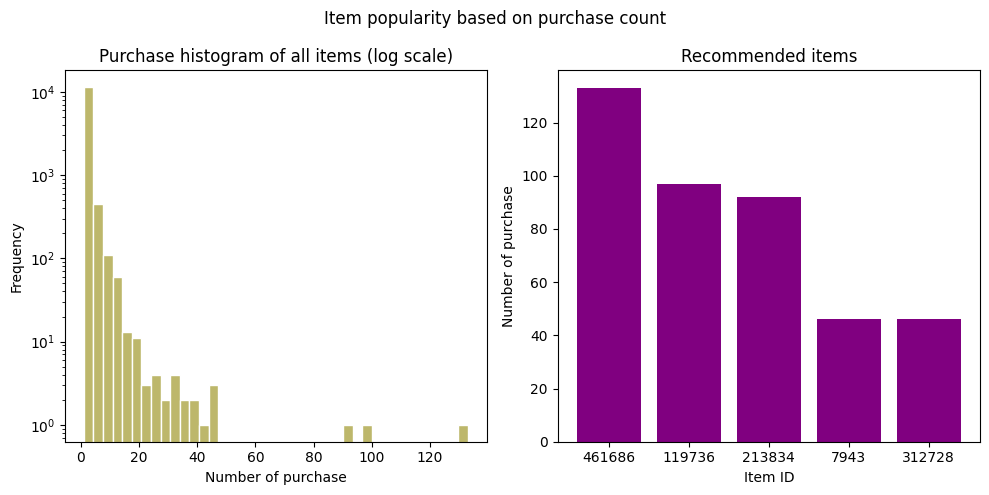 Item popularity based on purchase count
Purchase histogram of all items (log scale)
Frequency
10⁴
10³
10²
10¹
10⁰
0 20 40 60 80 100 120
Number of purchase
Recommended items
Number of purchase
120
100
80
60
40
20
0
461686 119736 213834 7943 312728
Item ID